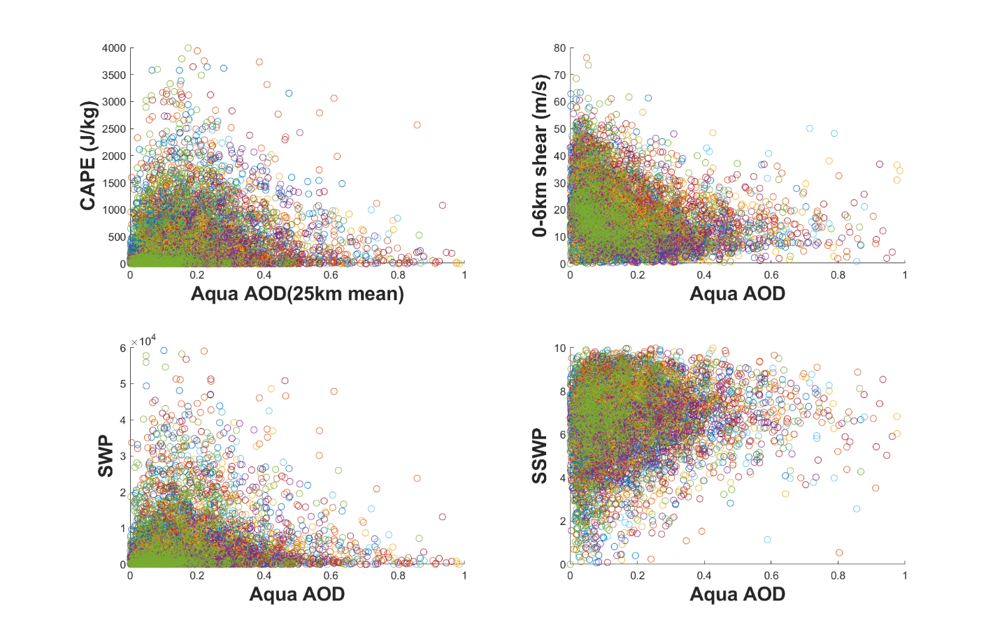 4000
3500
3000
2500
2000
1500
1000
500
0
CAPE (J/kg)
0 0.2 0.4 0.6 0.8 1
Aqua AOD(25km mean)
80
70
60
50
40
30
20
10
0
0-6km shear (m/s)
0 0.2 0.4 0.6 0.8 1
Aqua AOD
×10⁴
6
5
4
3
2
1
0
SWP
0 0.2 0.4 0.6 0.8 1
Aqua AOD
10
8
6
4
2
0
SSWP
0 0.2 0.4 0.6 0.8 1
Aqua AOD